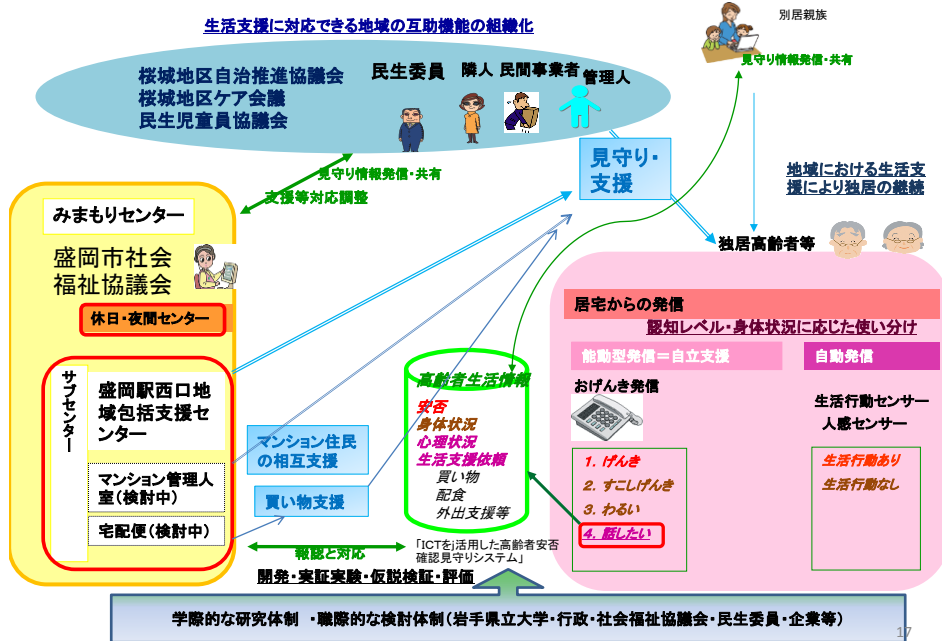 生活支援に対応できる地域の互助機能の組織化
別居親族
見守り情報発信・共有
桜城地区自治推進協議会
桜城地区ケア会議
民生児童員協議会
民生委員
隣人
民間事業者
管理人
見守り・
支援
地域における生活支
援により独居の継続
見守り情報発信・共有
支援等対応調整
みまもりセンター
盛岡市社会
福祉協議会
休日・夜間センター
サブセンター
盛岡駅西口地
域包括支援セ
ンター
マンション管理人
室(検討中)
宅配便(検討中)
マンション住民
の相互支援
買い物支援
高齢者生活情報
安否
身体状況
心理状況
生活支援依頼
買い物
配食
外出支援等
独居高齢者等
居宅からの発信
認知レベル・身体状況に応じた使い分け
能動型発信=自立支援
自動発信
おげんき発信
生活行動センサー
人感センサー
1. げんき
2. すこしげんき
3. わるい
4. 話したい
生活行動あり
生活行動なし
報認と対応
「ICTをj活用した高齢者安否
確認見守りシステム」
開発・実証実験・仮説検証・評価
学際的な研究体制 ・職際的な検討体制(岩手県立大学・行政・社会福祉協議会・民生委員・企業等)
17